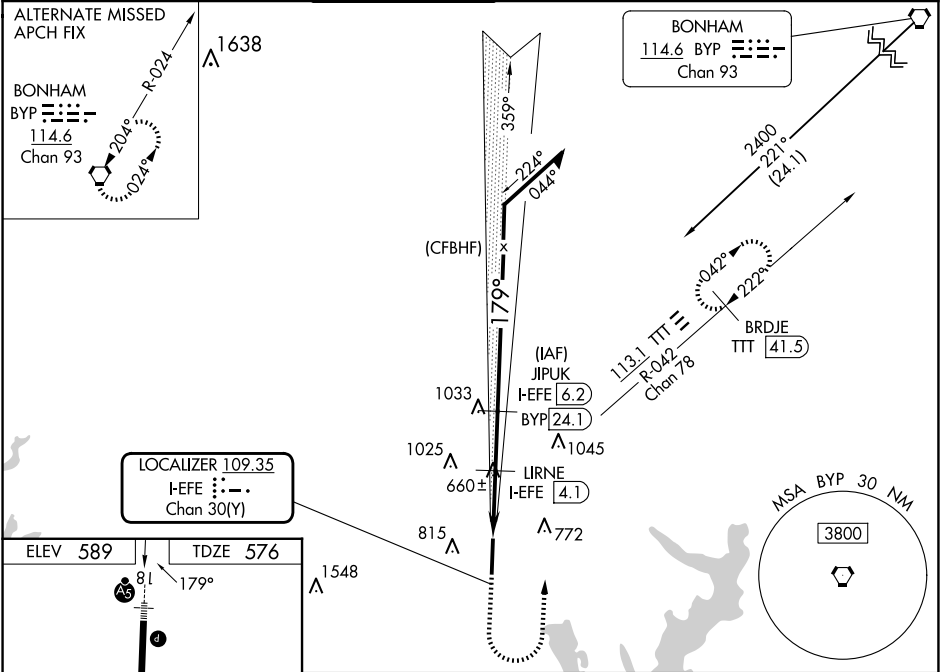 ALTERNATE MISSED
APCH FIX
R-024
BONHAM
BYP
114.6
Chan 93
204°
024°
1638
BONHAM
114.6 BYP
Chan 93
2400
221°
(24.1)
359°
224°
044°
(CFBHF)
x
179°
042°
222°
113.1 TTT
R-042
Chan 78
BRDJE
TTT 41.5
(IAF)
JIPUK
I-EFE 6.2
BYP 24.1
1033
1045
1025
660±
LIRNE
I-EFE 4.1
LOCALIZER 109.35
I-EFE
Chan 30(Y)
815
772
1548
MSA BYP 30 NM
3800
ELEV 589
TDZE 576
18
179°
A5
P